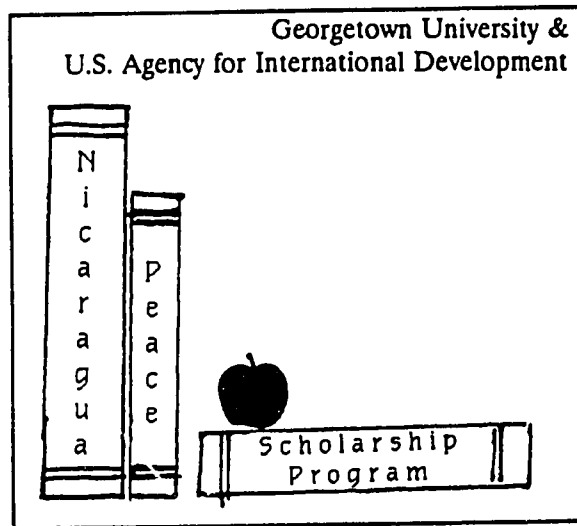 Georgetown University &
U.S. Agency for International Development
Nicaragua
Peace
Scholarship
Program